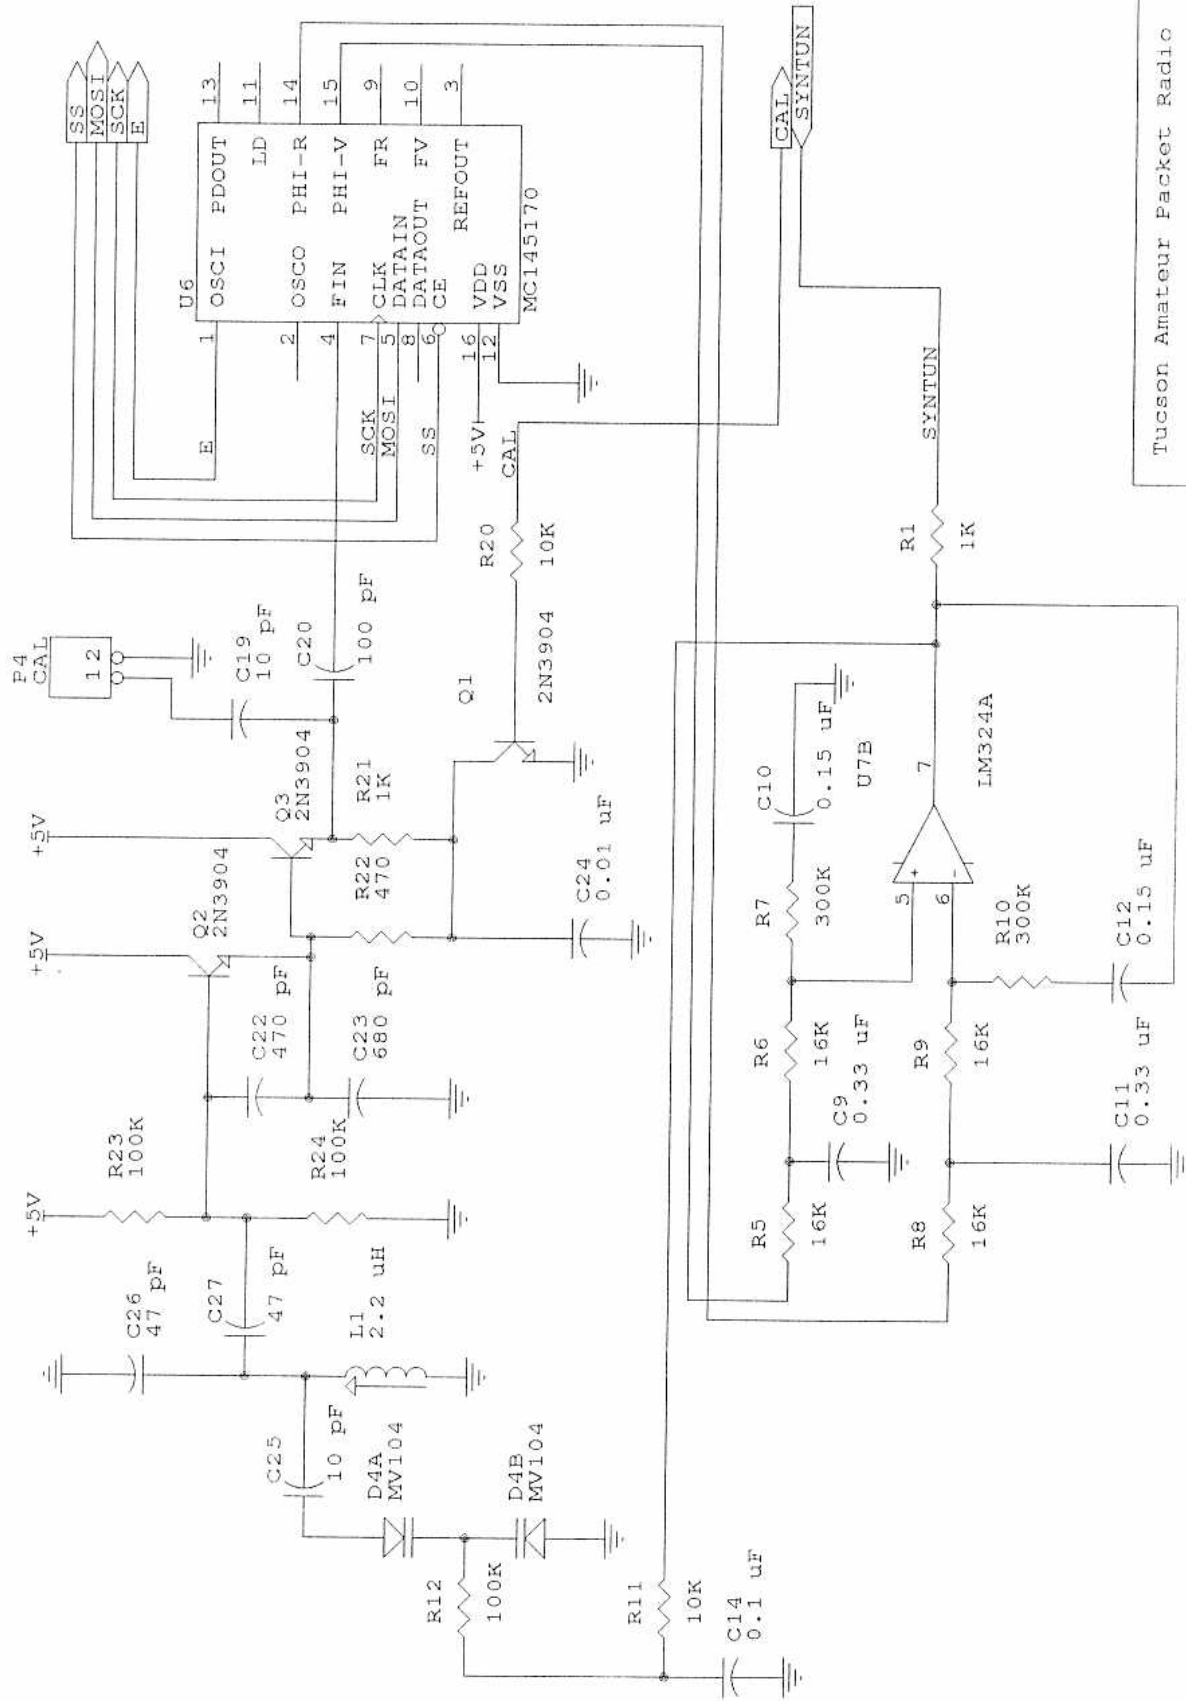 SS
MOSI
SCK
E
13
11
14
15
9
10
3
U6
OSCI
PDOUT
LD
OSCO
PHI-R
FIN
PHI-V
CLK
FR
DATAIN
DATAOUT
FV
CE
REFOUT
VDD
VSS
MC145170
1
2
4
7
5
8
6
16
12
E
SCK
MOSI
SS
+5V
CAL
CAL
SYNTUN
P4
CAL
1 2
C19
10 pF
C20
100 pF
R20
10K
Q1
2N3904
+5V
Q3
2N3904
R21
1K
+5V
Q2
2N3904
R22
470
C24
0.01 uF
C22
470 pF
C23
680 pF
+5V
R23
100K
R24
100K
C26
47 pF
C27
47 pF
L1
2.2 uH
C25
10 pF
D4A
MV104
D4B
MV104
R12
100K
R11
10K
C14
0.1 uF
R5
16K
R6
16K
C9
0.33 uF
R7
300K
C10
0.15 uF
U7B
5
+
6
-
7
LM324A
R8
16K
R9
16K
C11
0.33 uF
R10
300K
C12
0.15 uF
R1
1K
SYNTUN
Tucson Amateur Packet Radio